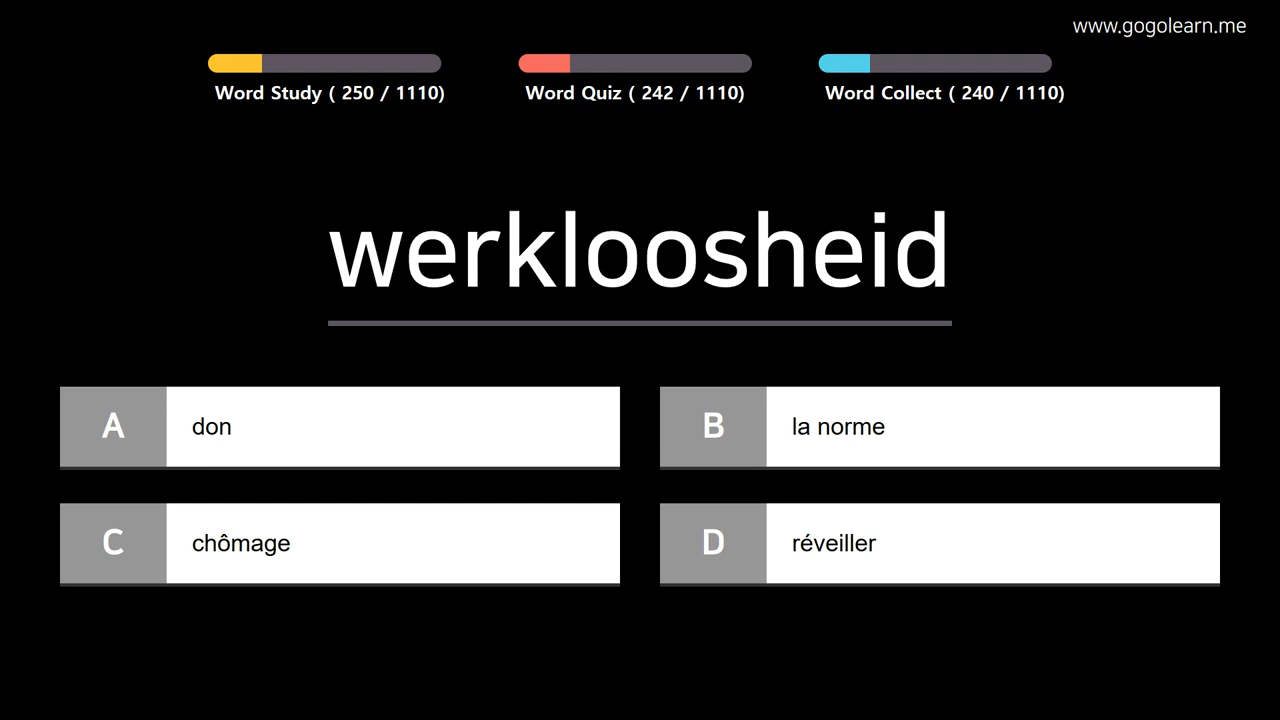 www.gogolearn.me
Word Study ( 250 / 1110)
Word Quiz ( 242 / 1110)
Word Collect ( 240 / 1110)
werkloosheid
A don
B la norme
C chômage
D réveiller